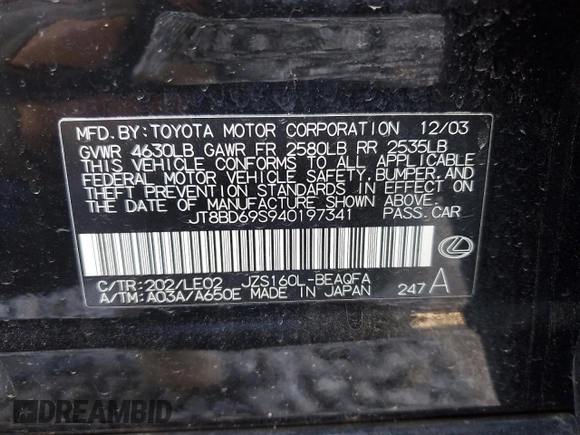 MFD. BY: TOYOTA MOTOR CORPORATION 12/03
GVWR 4630LB GAWR FR 2580LB RR 2535LB
THIS VEHICLE CONFORMS TO ALL APPLICABLE
FEDERAL MOTOR VEHICLE SAFETY, BUMPER, AND
THEFT PREVENTION STANDARDS IN EFFECT ON
THE DATE OF MANUFACTURE SHOWN ABOVE.
JT8BD69S940197341 PASS. CAR
C/TR: 202/LE02 JZS160L-BEAQFA
A/TM: A03A/A650E MADE IN JAPAN 247 A
DREAMBID